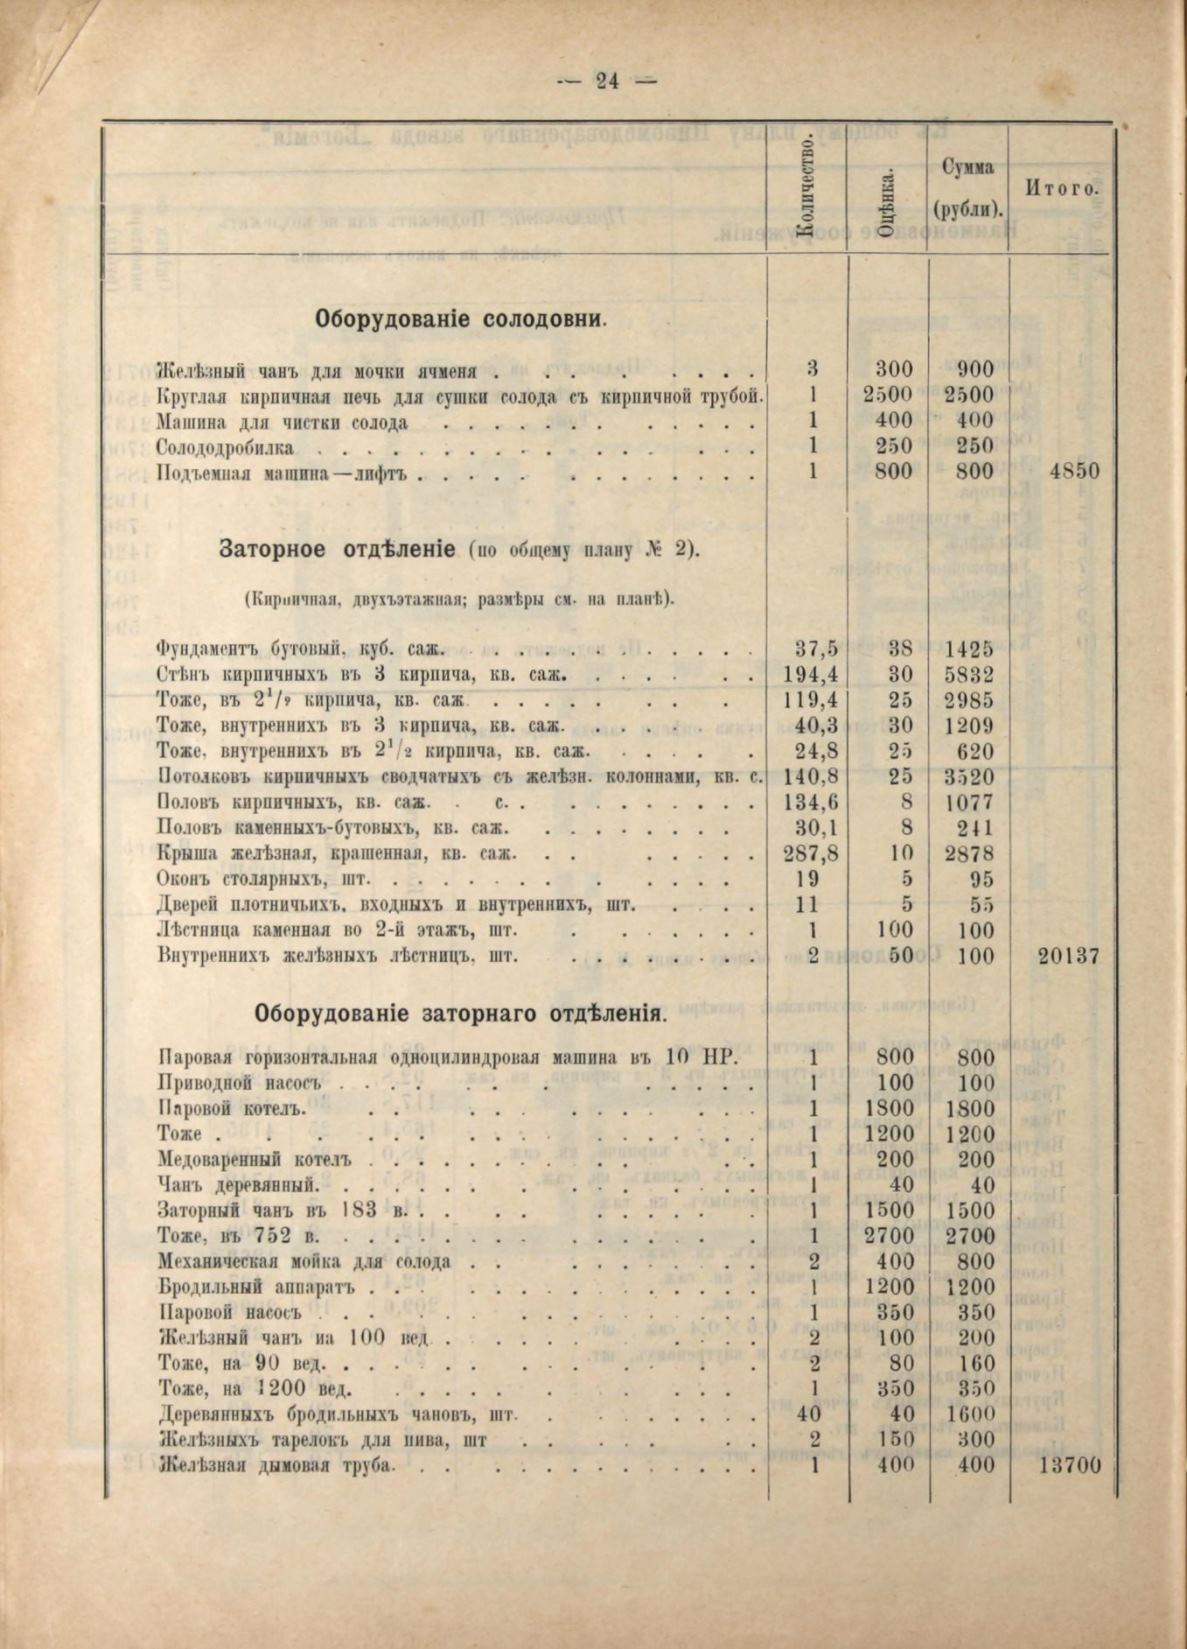 — 24 —
Количество. Оцѣнка. Сумма (рубли). Итого.
Оборудованіе солодовни.
Желѣзный чанъ для мочки ячменя . . . . . . . . 3 300 900
Круглая кирпичная печь для сушки солода съ кирпичной трубой. 1 2500 2500
Машина для чистки солода . . . . . . . . . . . . 1 400 400
Солододробилка . . . . . . . . . . . . . . . 1 250 250
Подъемная машина—лифтъ . . . . . . . . . . . . 1 800 800 4850
Заторное отдѣленіе (по общему плану № 2).
(Кирпичная, двухъэтажная; размѣры см. на планѣ).
Фундаментъ бутовый, куб. саж. . . . . . . . . . . 37,5 38 1425
Стѣнъ кирпичныхъ въ 3 кирпича, кв. саж. . . . . . . 194,4 30 5832
Тоже, въ 2¹/₂ кирпича, кв. саж. . . . . . . . . 119,4 25 2985
Тоже, внутреннихъ въ 3 кирпича, кв. саж. . . . . . 40,3 30 1209
Тоже, внутреннихъ въ 2¹/₂ кирпича, кв. саж. . . . . . 24,8 25 620
Потолковъ кирпичныхъ сводчатыхъ съ желѣзн. колоннами, кв. с. 140,8 25 3520
Половъ кирпичныхъ, кв. саж. . с. . . . . . . . . . 134,6 8 1077
Половъ каменныхъ-бутовыхъ, кв. саж. . . . . . . . . 30,1 8 241
Крыша желѣзная, крашенная, кв. саж. . . . . . . . 287,8 10 2878
Оконъ столярныхъ, шт. . . . . . . . . . . . . 19 5 95
Дверей плотничьихъ, входныхъ и внутреннихъ, шт. . . . . 11 5 55
Лѣстница каменная во 2-й этажъ, шт. . . . . . . . 1 100 100
Внутреннихъ желѣзныхъ лѣстницъ, шт. . . . . . . . . 2 50 100 20137
Оборудованіе заторнаго отдѣленія.
Паровая горизонтальная одноцилиндровая машина въ 10 HP. 1 800 800
Приводной насосъ . . . . . . . . . . . . 1 100 100
Паровой котелъ. . . . . . . . . . . . . 1 1800 1800
Тоже . . . . . . . . . . . . . . . . . 1 1200 1200
Медоваренный котелъ . . . . . . . . . . . . 1 200 200
Чанъ деревянный. . . . . . . . . . . . . . 1 40 40
Заторный чанъ въ 183 в. . . . . . . . . . . 1 1500 1500
Тоже, въ 752 в. . . . . . . . . . . . . . . 1 2700 2700
Механическая мойка для солода . . . . . . . . . 2 400 800
Бродильный аппаратъ . . . . . . . . . . . . . 1 1200 1200
Паровой насосъ . . . . . . . . . . . . . . 1 350 350
Желѣзный чанъ на 100 вед. . . . . . . . . . 2 100 200
Тоже, на 90 вед. . . . . . . . . . . . . 2 80 160
Тоже, на 1200 вед. . . . . . . . . . . . 1 350 350
Деревянныхъ бродильныхъ чановъ, шт. . . . . . . . . 40 40 1600
Желѣзныхъ тарелокъ для пива, шт . . . . . . . . 2 150 300
Желѣзная дымовая труба. . . . . . . . . . . . . 1 400 400 13700